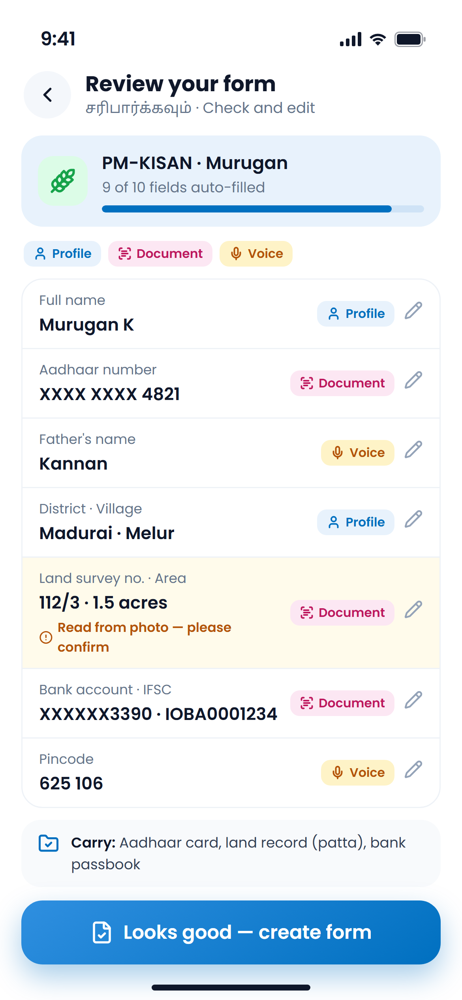 9:41
Review your form
சரிபார்க்கவும் · Check and edit
PM-KISAN · Murugan
9 of 10 fields auto-filled
Profile Document Voice
Full name
Murugan K
Profile
Aadhaar number
XXXX XXXX 4821
Document
Father's name
Kannan
Voice
District · Village
Madurai · Melur
Profile
Land survey no. · Area
112/3 · 1.5 acres
Read from photo — please
confirm
Document
Bank account · IFSC
XXXXXX3390 · IOBA0001234
Document
Pincode
625 106
Voice
Carry: Aadhaar card, land record (patta), bank
passbook
Looks good — create form